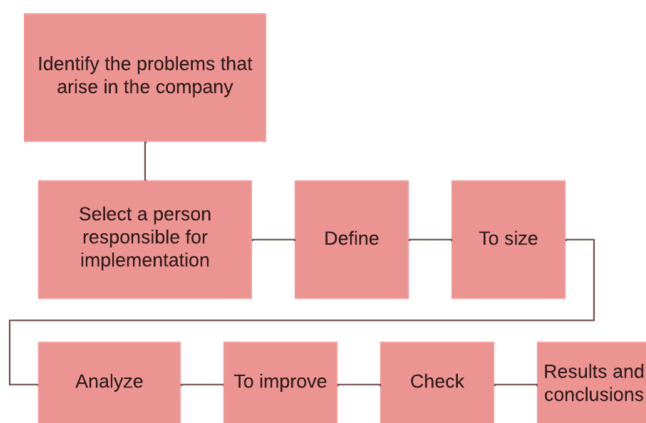 Identify the problems that
arise in the company
Select a person
responsible for
implementation
Define
To size
Analyze
To improve
Check
Results and
conclusions